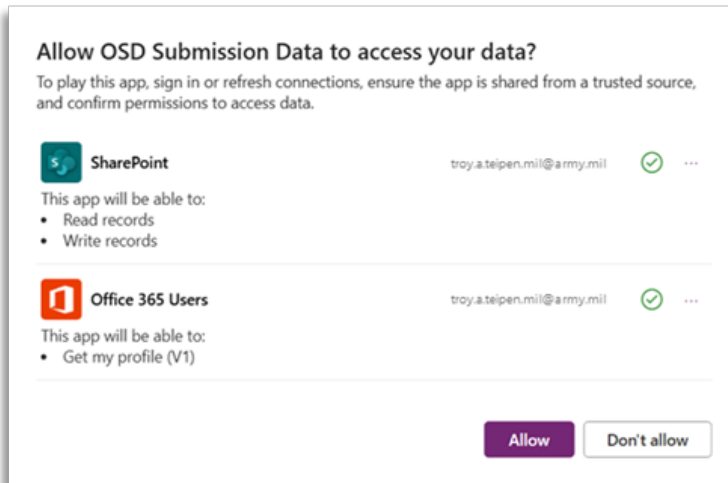 Allow OSD Submission Data to access your data?
To play this app, sign in or refresh connections, ensure the app is shared from a trusted source,
and confirm permissions to access data.
SharePoint troy.a.teipen.mil@army.mil ...
This app will be able to:
• Read records
• Write records
Office 365 Users troy.a.teipen.mil@army.mil ...
This app will be able to:
• Get my profile (V1)
Allow Don't allow